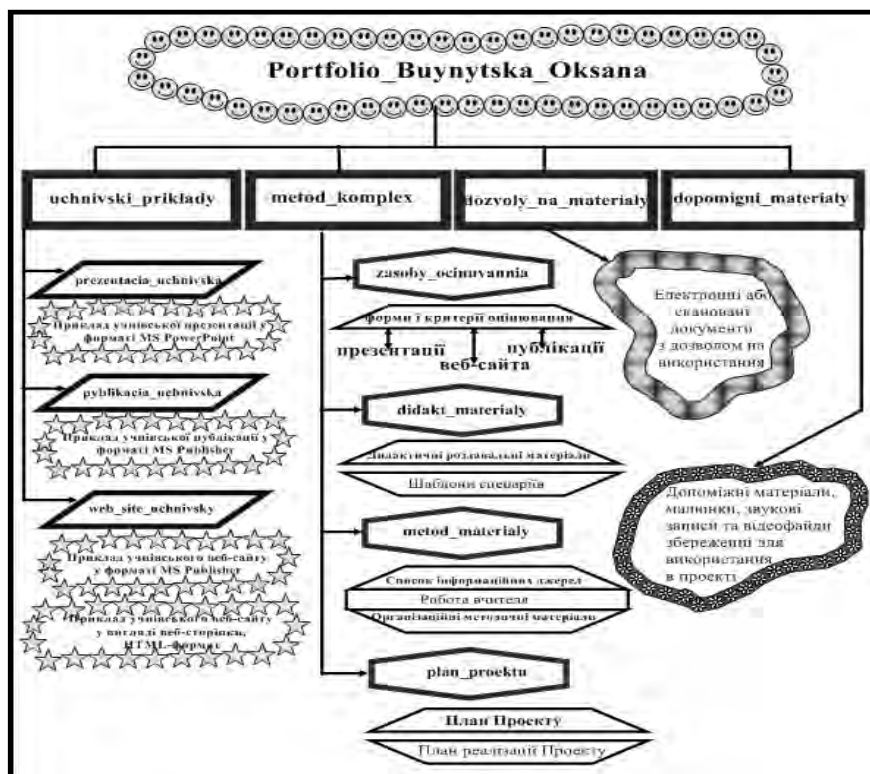 Portfolio_Buynytska_Oksana
uchnivski_priklady
metod_komplex
dozvoly_na_materialy
dopomigni_materialy
prezentacia_uchnivska
Приклад учнівської презентації у
форматі MS PowerPoint
pyblikacia_uchnivska
Приклад учнівської публікації у
форматі MS Publisher
web_site_uchnivsky
Приклад учнівського веб-сайту
у форматі MS Publisher
Приклад учнівського веб-сайту
у вигляді веб-сторінки,
HTML-формат
zasoby_ocinuvannia
форми і критерії оцінювання
презентації
веб-сайта
публікації
didakt_materialy
Дидактичні роздавальні матеріали
Шаблони сценаріїв
metod_materialy
Список інформаційних джерел
Робота вчителя
Організаційні методичні матеріали
plan_proektu
План Проекту
План реалізації Проекту
Електронні або
скановані
документи
з дозволом на
використання
Допоміжні матеріали,
малюнки, звукові
записи та відеофайли
збереженні для
використання
в проекті